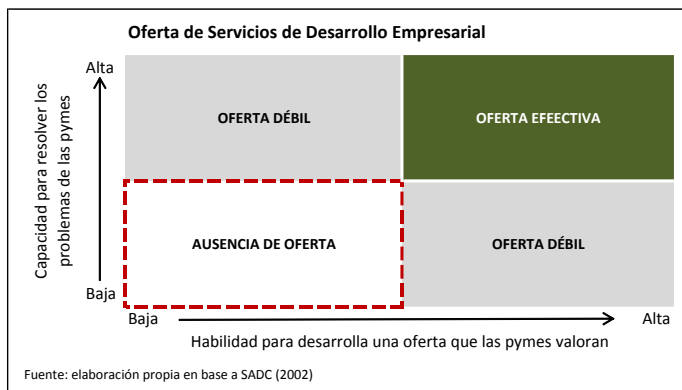 Oferta de Servicios de Desarrollo Empresarial
Alta
OFERTA DÉBIL
OFERTA EFEECTIVA
Capacidad para resolver los
problemas de las pymes
AUSENCIA DE OFERTA
OFERTA DÉBIL
Baja
Baja
Alta
Habilidad para desarrolla una oferta que las pymes valoran
Fuente: elaboración propia en base a SADC (2002)